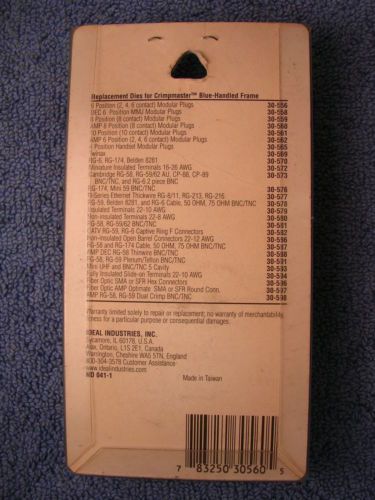 Replacement Dies for Crimpmaster™ Blue-Handled Frame
6 Position (2, 4, 6 contact) Modular Plugs 30-556
DEC 6 Position MMJ Modular Plugs 30-558
8 Position (8 contact) Modular Plugs 30-559
AMP 8 Position (8 contact) Modular Plugs 30-560
10 Position (10 contact) Modular Plugs 30-561
AMP 6 Position (2, 4, 6 contact) Modular Plugs 30-562
4 Position Handset Modular Plugs 30-565
Twinax 30-569
RG-6, RG-174, Belden 8281 30-570
Miniature Insulated Terminals 16-26 AWG 30-572
Cambridge RG-58, RG-59/62 AU, CP-88, CP-89 30-573
BNC/TNC, and RG-6 2 piece BNC
RG-174, Mini 59 BNC/TNC 30-576
N-Series Ethernet Thickwire RG-8/11, RG-213, RG-216 30-577
RG-59, Belden 8281, and RG-6 Cable, 50 OHM, 75 OHM BNC/TNC 30-578
Insulated Terminals 22-10 AWG 30-579
Non-insulated Terminals 22-8 AWG 30-580
RG-58, RG-59/62 BNC/TNC 30-581
CATV RG-59, RG-6 Captive Ring F Connectors 30-582
Non-insulated Open Barrel Connectors 22-12 AWG 30-586
RG-58 and RG-174 Cable, 50 OHM, 75 OHM BNC/TNC 30-587
AMP DEC RG-58 Thinwire BNC/TNC 30-590
RG-58, RG-59 Plenum/Teflon BNC/TNC 30-591
Mini UHF and BNC/TNC 5 Cavity 30-593
Fully Insulated Slide-on Terminals 22-10 AWG 30-594
Fiber Optic SMA or SFR Hex Connectors 30-595
Fiber Optic AMP Optimate SMA or SFR Round Conn. 30-597
AMP RG-58, RG-59 Dual Crimp BNC/TNC 30-598
Warranty limited solely to repair or replacement; no warranty of merchantability,
fitness for a particular purpose or consequential damages.
IDEAL INDUSTRIES, INC.
Sycamore, IL 60178, U.S.A.
Ajax, Ontario, L1S 2E1, Canada
Warrington, Cheshire WA5 5TN, England
800-304-3578 Customer Assistance
www.idealindustries.com
ND 041-1 Made in Taiwan
7 83250 30560 5